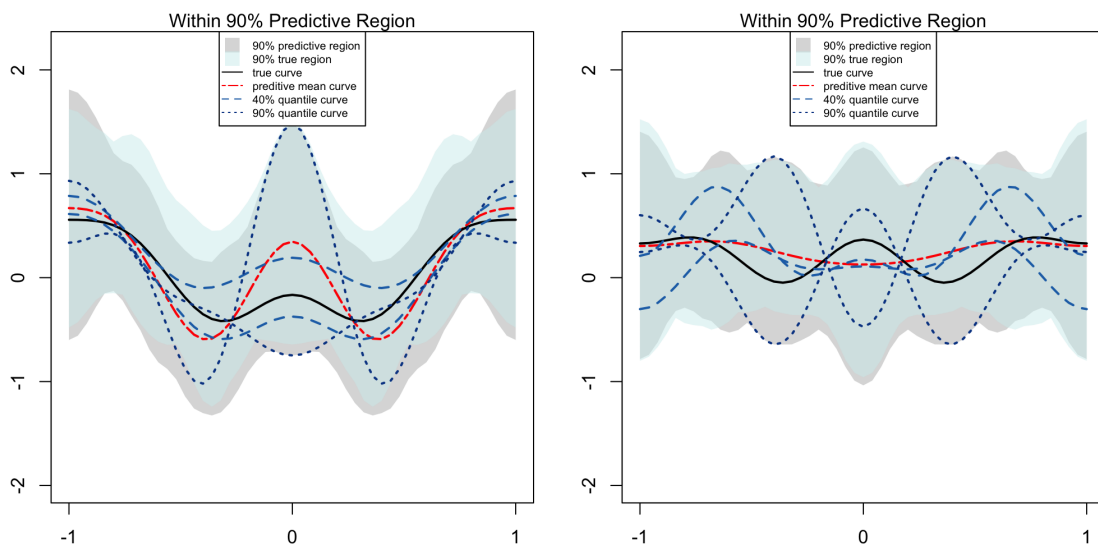 Within 90% Predictive Region
90% predictive region
90% true region
true curve
preditive mean curve
40% quantile curve
90% quantile curve
2
1
0
-1
-2
-1
0
1
Within 90% Predictive Region
90% predictive region
90% true region
true curve
preditive mean curve
40% quantile curve
90% quantile curve
2
1
0
-1
-2
-1
0
1